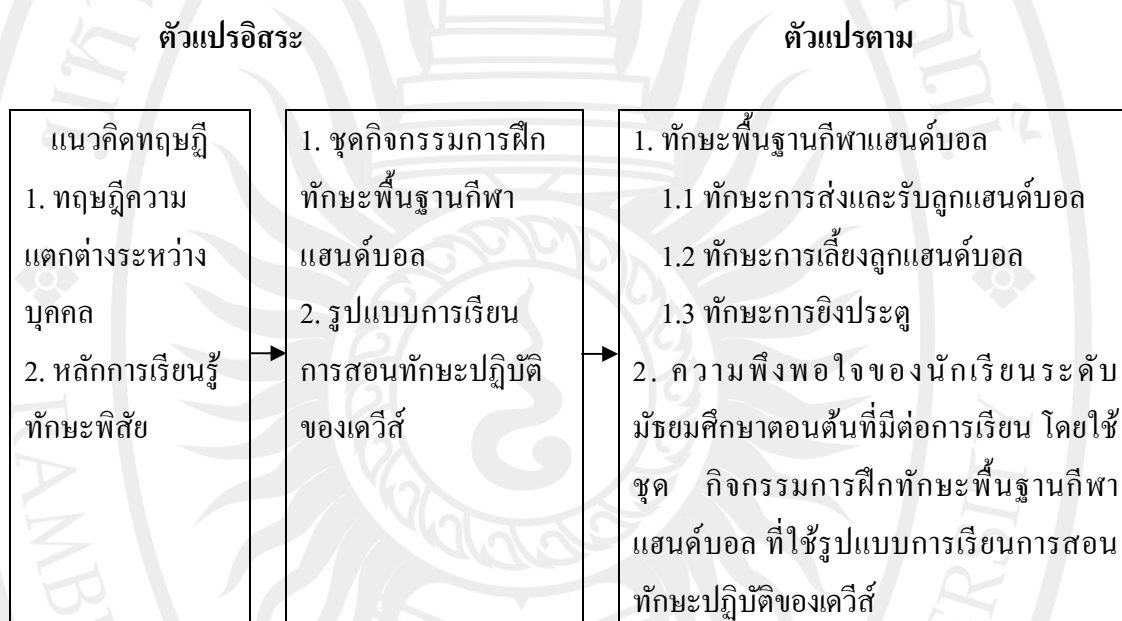 ตัวแปรอิสระ
ตัวแปรตาม
แนวคิดทฤษฏี
1. ทฤษฎีความ
แตกต่างระหว่าง
บุคคล
2. หลักการเรียนรู้
ทักษะพิสัย
1. ชุดกิจกรรมการฝึก
ทักษะพื้นฐานกีฬา
แฮนด์บอล
2. รูปแบบการเรียน
การสอนทักษะปฏิบัติ
ของเดวีส์
1. ทักษะพื้นฐานกีฬาแฮนด์บอล
1.1 ทักษะการส่งและรับลูกแฮนด์บอล
1.2 ทักษะการเลี้ยงลูกแฮนด์บอล
1.3 ทักษะการยิงประตู
2. ความพึงพอใจของนักเรียนระดับ
มัธยมศึกษาตอนต้นที่มีต่อการเรียน โดยใช้
ชุด กิจกรรมการฝึกทักษะพื้นฐานกีฬา
แฮนด์บอล ที่ใช้รูปแบบการเรียนการสอน
ทักษะปฏิบัติของเดวีส์